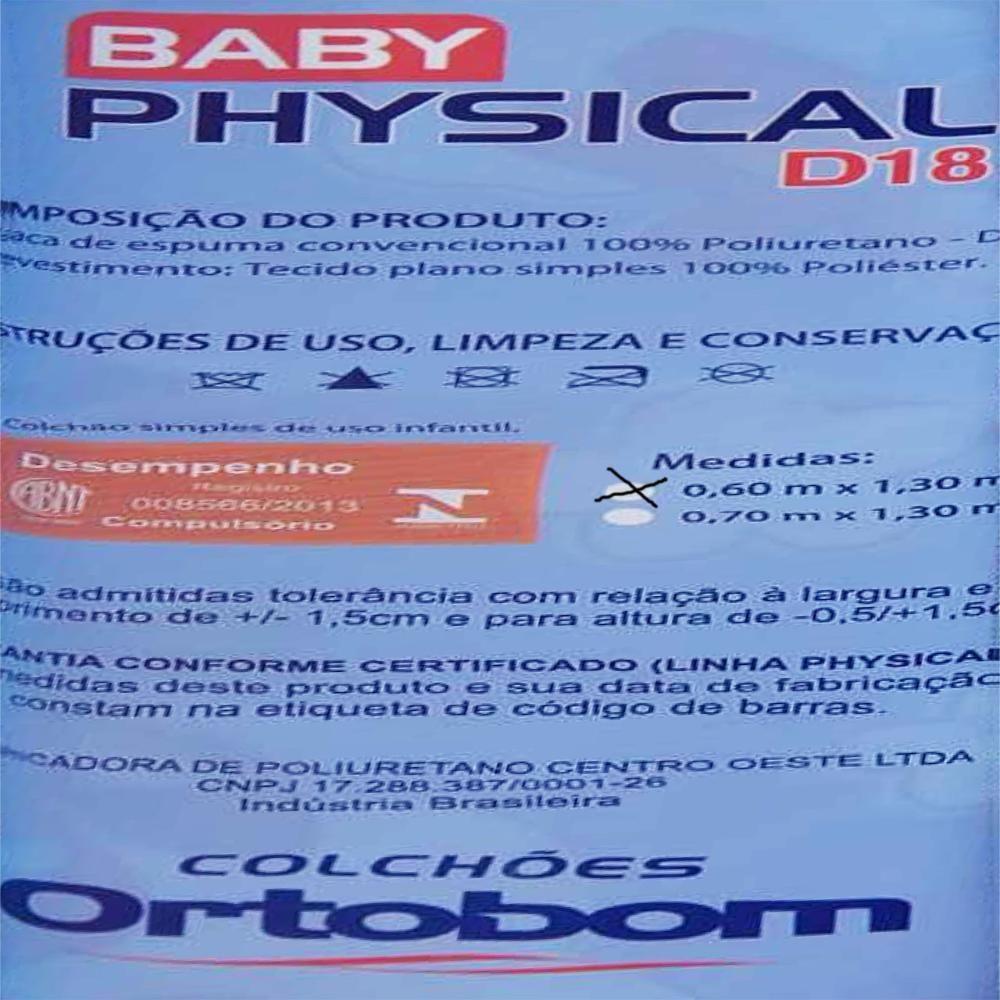 BABY
PHYSICAL
D18
MPOSIÇÃO DO PRODUTO:
aca de espuma convencional 100% Poliuretano - D
evestimento: Tecido plano simples 100% Poliéster.
STRUÇÕES DE USO, LIMPEZA E CONSERVAÇ
Colchão simples de uso infantil.
Desempenho
Registro
ABNT
008566/2013
Compulsório
Medidas:
0,60 m x 1,30 m
0,70 m x 1,30 m
São admitidas tolerância com relação à largura e
primento de +/- 1,5cm e para altura de -0,5/+1,5c
ANTIA CONFORME CERTIFICADO (LINHA PHYSICAL
medidas deste produto e sua data de fabricação
constam na etiqueta de código de barras.
ICADORA DE POLIURETANO CENTRO OESTE LTDA
CNPJ 17.288.387/0001-26
Indústria Brasileira
COLCHÕES
Ortobom